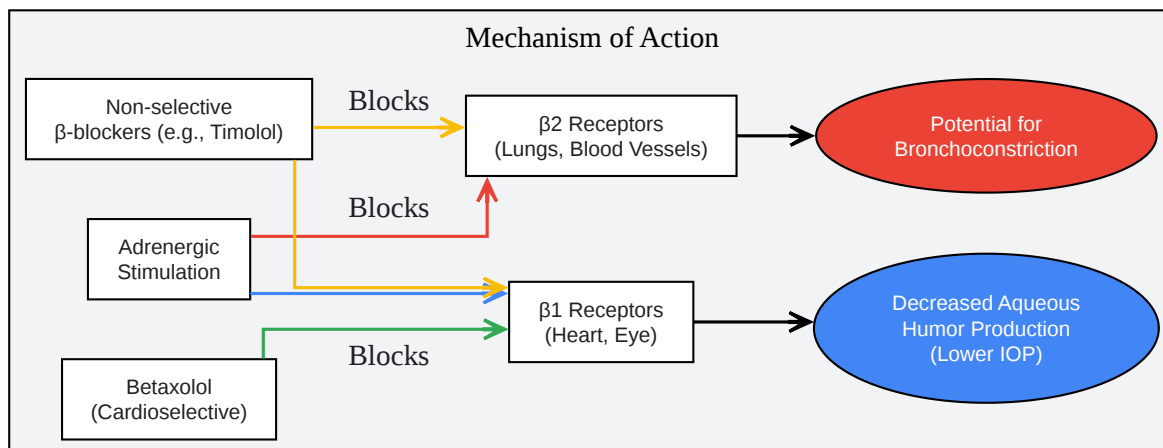 Mechanism of Action
Non-selective
β-blockers (e.g., Timolol)
Blocks
β2 Receptors
(Lungs, Blood Vessels)
Potential for
Bronchoconstriction
Blocks
Adrenergic
Stimulation
β1 Receptors
(Heart, Eye)
Decreased Aqueous
Humor Production
(Lower IOP)
Blocks
Betaxolol
(Cardioselective)